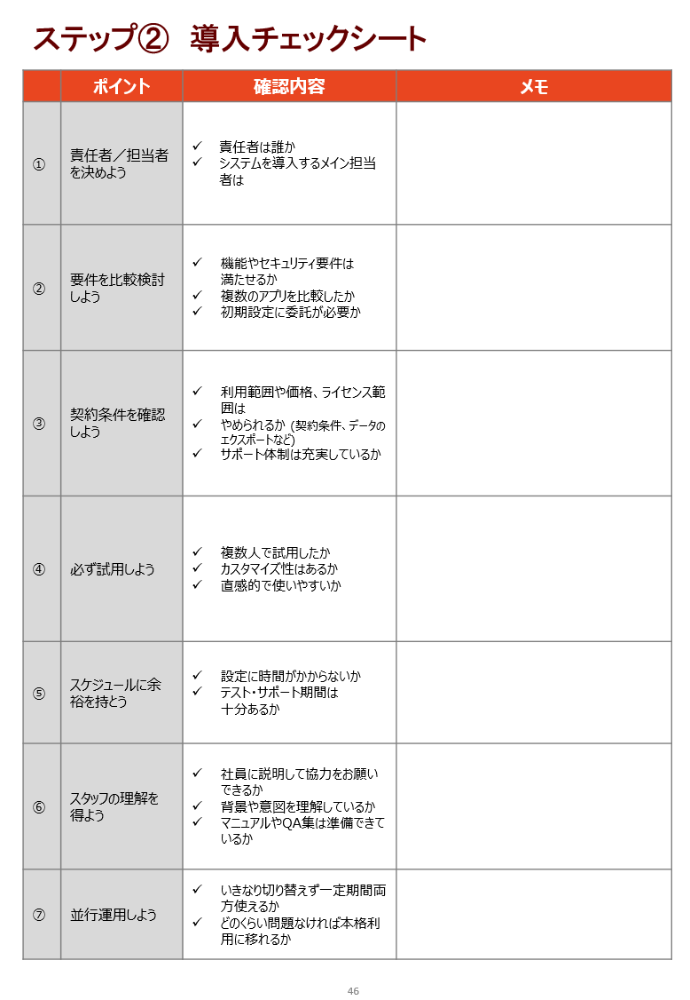 ステップ② 導入チェックシート
ポイント 確認内容 メモ
①
責任者／担当者
を決めよう
✓ 責任者は誰か
✓ システムを導入するメイン担当
者は
②
要件を比較検討
しよう
✓ 機能やセキュリティ要件は
満たせるか
✓ 複数のアプリを比較したか
✓ 初期設定に委託が必要か
③
契約条件を確認
しよう
✓ 利用範囲や価格、ライセンス範
囲は
✓ やめられるか (契約条件、データの
エクスポートなど)
✓ サポート体制は充実しているか
④
必ず試用しよう
✓ 複数人で試用したか
✓ カスタマイズ性はあるか
✓ 直感的で使いやすいか
⑤
スケジュールに余
裕を持とう
✓ 設定に時間がかからないか
✓ テスト・サポート期間は
十分あるか
⑥
スタッフの理解を
得よう
✓ 社員に説明して協力をお願い
できるか
✓ 背景や意図を理解しているか
✓ マニュアルやQA集は準備できて
いるか
⑦
並行運用しよう
✓ いきなり切り替えず一定期間両
方使えるか
✓ どのくらい問題なければ本格利
用に移れるか
46